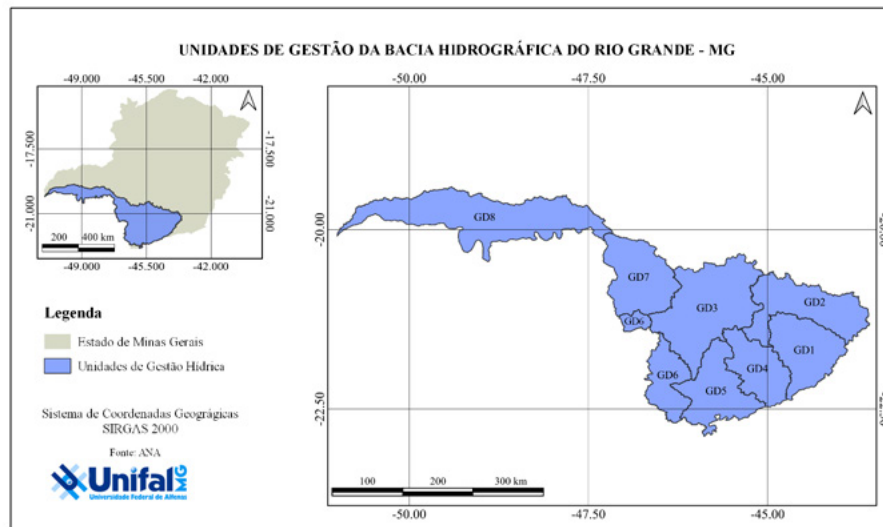 UNIDADES DE GESTÃO DA BACIA HIDROGRÁFICA DO RIO GRANDE - MG
-49.000 -45.500 -42.000
-17.500 -17.500
-21.000 -21.000
200 400 km
-49.000 -45.500 -42.000
Legenda
Estado de Minas Gerais
Unidades de Gestão Hídrica
Sistema de Coordenadas Geográgicas
SIRGAS 2000
Fonte: ANA
Unifal MG
Universidade Federal de Alfenas
-50.00 -47.50 -45.00
-20.00
-22.50
GD8
GD7
GD3
GD2
GD6
GD1
GD6
GD4
GD5
100 200 300 km
-50.00 -47.50 -45.00